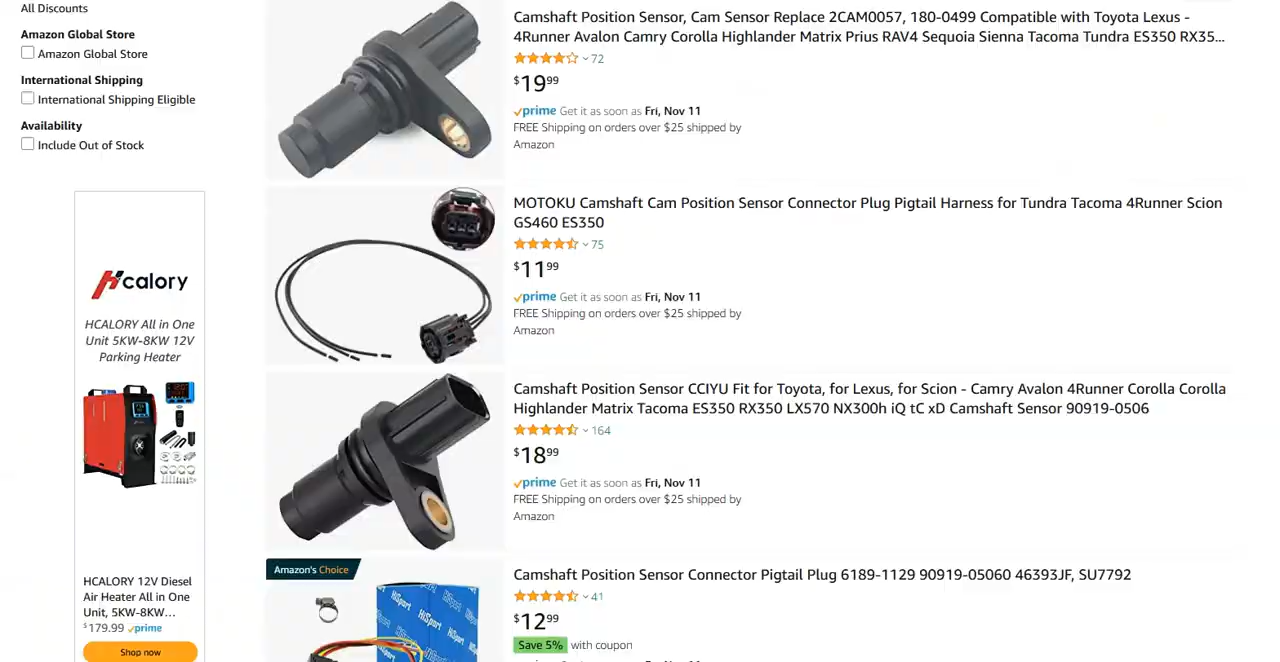 All Discounts
Amazon Global Store
Amazon Global Store
International Shipping
International Shipping Eligible
Availability
Include Out of Stock
Hcalory
HCALORY All in One
Unit 5KW-8KW 12V
Parking Heater
HCALORY 12V Diesel
Air Heater All in One
Unit, 5KW-8KW…
$179.99 prime
Shop now
Camshaft Position Sensor, Cam Sensor Replace 2CAM0057, 180-0499 Compatible with Toyota Lexus -
4Runner Avalon Camry Corolla Highlander Matrix Prius RAV4 Sequoia Sienna Tacoma Tundra ES350 RX35…
72
$19 99
prime Get it as soon as Fri, Nov 11
FREE Shipping on orders over $25 shipped by
Amazon
MOTOKU Camshaft Cam Position Sensor Connector Plug Pigtail Harness for Tundra Tacoma 4Runner Scion
GS460 ES350
75
$11 99
prime Get it as soon as Fri, Nov 11
FREE Shipping on orders over $25 shipped by
Amazon
Camshaft Position Sensor CCIYU Fit for Toyota, for Lexus, for Scion - Camry Avalon 4Runner Corolla Corolla
Highlander Matrix Tacoma ES350 RX350 LX570 NX300h iQ tC xD Camshaft Sensor 90919-0506
164
$18 99
prime Get it as soon as Fri, Nov 11
FREE Shipping on orders over $25 shipped by
Amazon
Amazon's Choice
HiSport
Camshaft Position Sensor Connector Pigtail Plug 6189-1129 90919-05060 46393JF, SU7792
41
$12 99
Save 5% with coupon